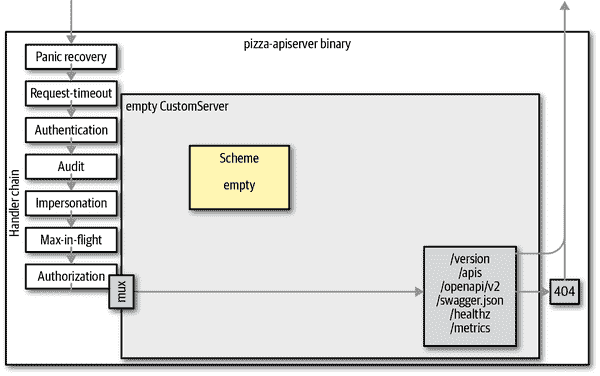 pizza-apiserver binary
Handler chain
Panic recovery
Request-timeout
Authentication
Audit
Impersonation
Max-in-flight
Authorization
empty CustomServer
Scheme
empty
mux
/version
/apis
/openapi/v2
/swagger.json
/healthz
/metrics
404